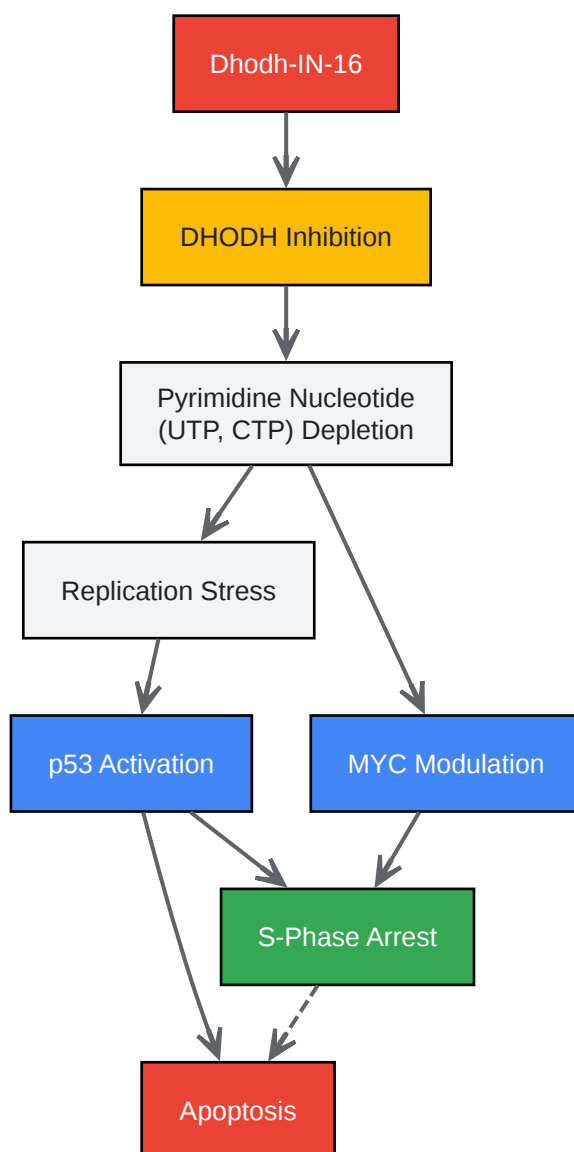 Dhodh-IN-16
DHODH Inhibition
Pyrimidine Nucleotide
(UTP, CTP) Depletion
Replication Stress
p53 Activation
MYC Modulation
S-Phase Arrest
Apoptosis